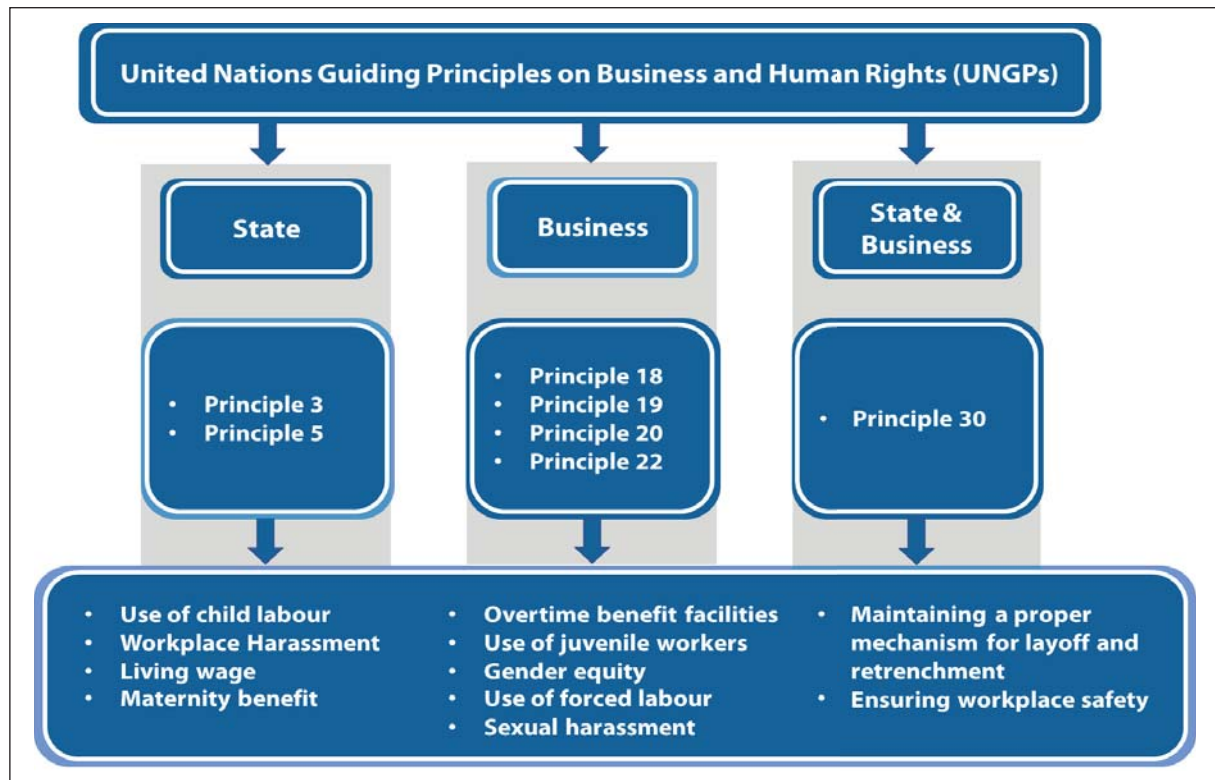 United Nations Guiding Principles on Business and Human Rights (UNGPs)
State
Business
State &
Business
• Principle 3
• Principle 5
• Principle 18
• Principle 19
• Principle 20
• Principle 22
• Principle 30
• Use of child labour
• Workplace Harassment
• Living wage
• Maternity benefit
• Overtime benefit facilities
• Use of juvenile workers
• Gender equity
• Use of forced labour
• Sexual harassment
• Maintaining a proper
mechanism for layoff and
retrenchment
• Ensuring workplace safety